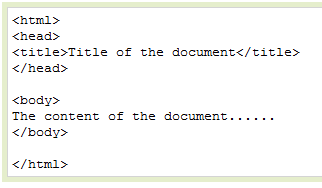 <html>
<head>
<title>Title of the document</title>
</head>
<body>
The content of the document......
</body>
</html>